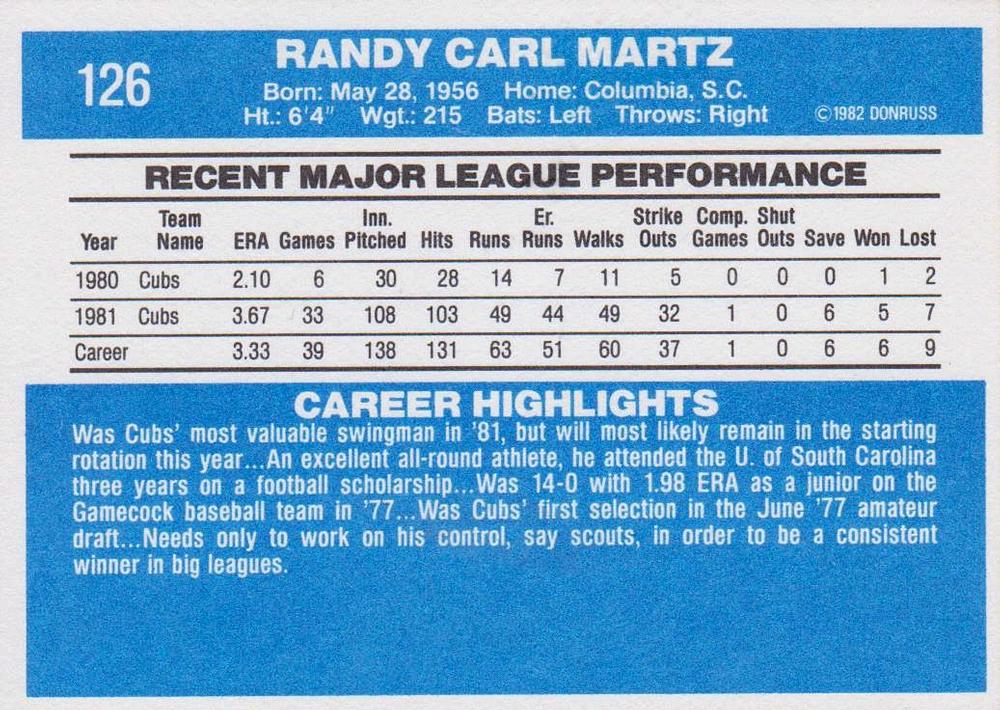 126
RANDY CARL MARTZ
Born: May 28, 1956 Home: Columbia, S.C.
Ht.: 6'4" Wgt.: 215 Bats: Left Throws: Right
©1982 DONRUSS
RECENT MAJOR LEAGUE PERFORMANCE
Year Team Name ERA Games Inn. Pitched Hits Runs Er. Runs Walks Strike Outs Comp. Games Shut Outs Save Won Lost
1980 Cubs 2.10 6 30 28 14 7 11 5 0 0 0 1 2
1981 Cubs 3.67 33 108 103 49 44 49 32 1 0 6 5 7
Career 3.33 39 138 131 63 51 60 37 1 0 6 6 9
CAREER HIGHLIGHTS
Was Cubs' most valuable swingman in '81, but will most likely remain in the starting
rotation this year...An excellent all-round athlete, he attended the U. of South Carolina
three years on a football scholarship...Was 14-0 with 1.98 ERA as a junior on the
Gamecock baseball team in '77...Was Cubs' first selection in the June '77 amateur
draft...Needs only to work on his control, say scouts, in order to be a consistent
winner in big leagues.